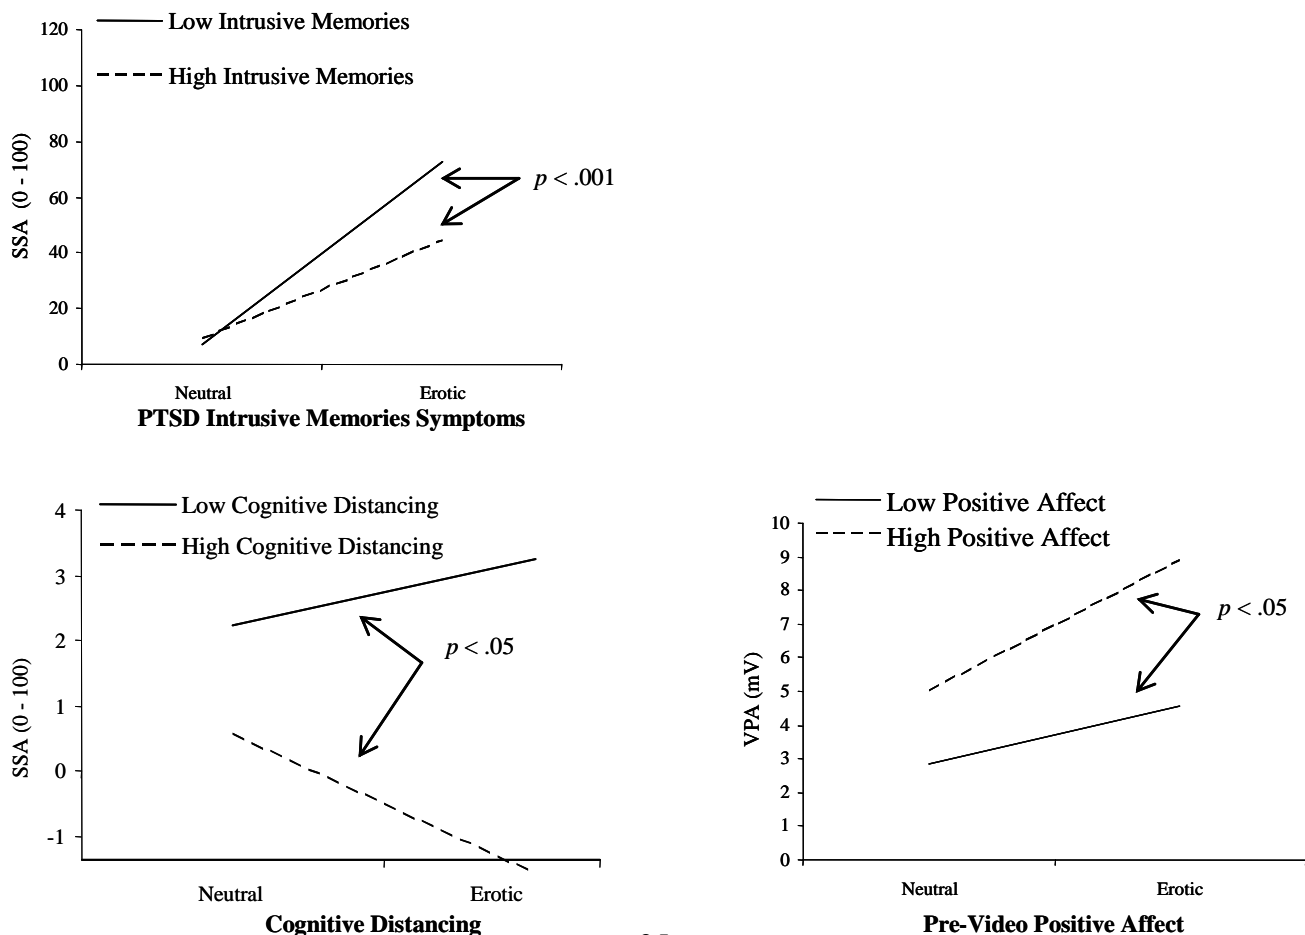 Low Intrusive Memories
High Intrusive Memories
120
100
80
60
40
20
0
SSA (0 - 100)
p < .001
Neutral
Erotic
PTSD Intrusive Memories Symptoms
Low Cognitive Distancing
High Cognitive Distancing
4
3
2
1
0
-1
SSA (0 - 100)
p < .05
Neutral
Erotic
Cognitive Distancing
Low Positive Affect
High Positive Affect
10
9
8
7
6
5
4
3
2
1
0
VPA (mV)
p < .05
Neutral
Erotic
Pre-Video Positive Affect